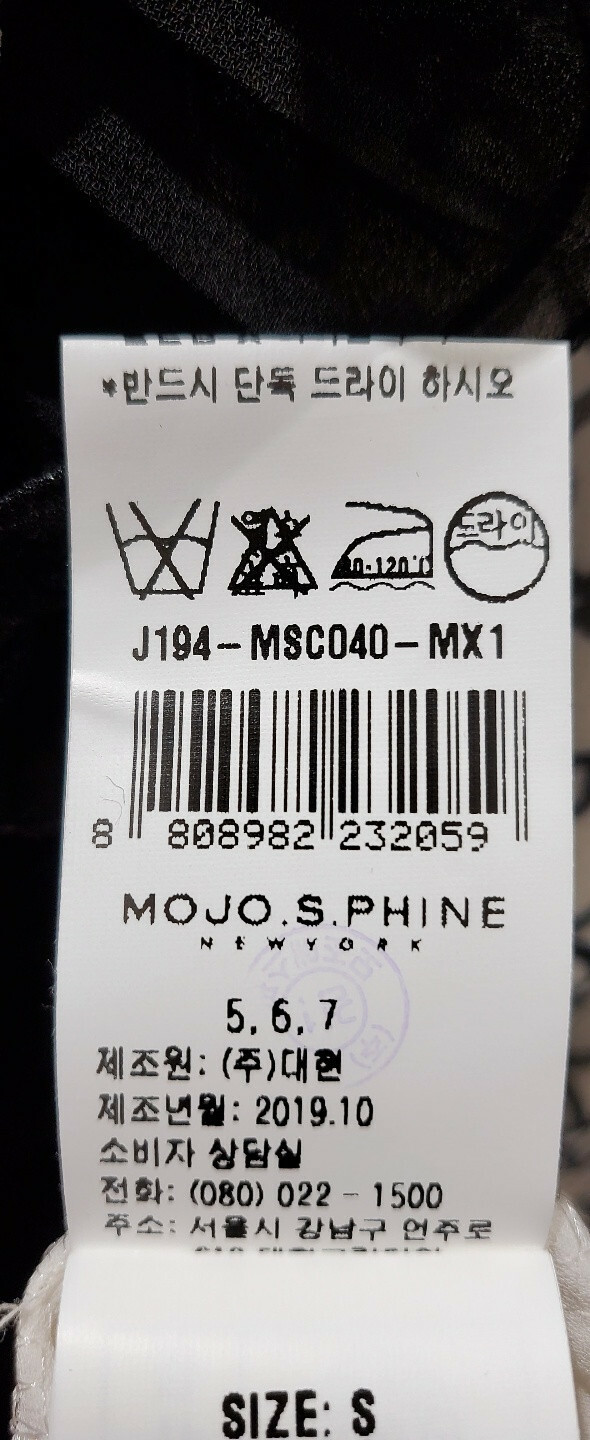 *반드시 단독 드라이 하시오
드라이
80-120℃
J194-MSC040-MX1
8 808982 232059
MOJO.S.PHINE
NEWYORK
5, 6, 7
제조원: (주)대현
제조년월: 2019.10
소비자 상담실
전화: (080) 022 - 1500
주소: 서울시 강남구 언주로
SIZE: S